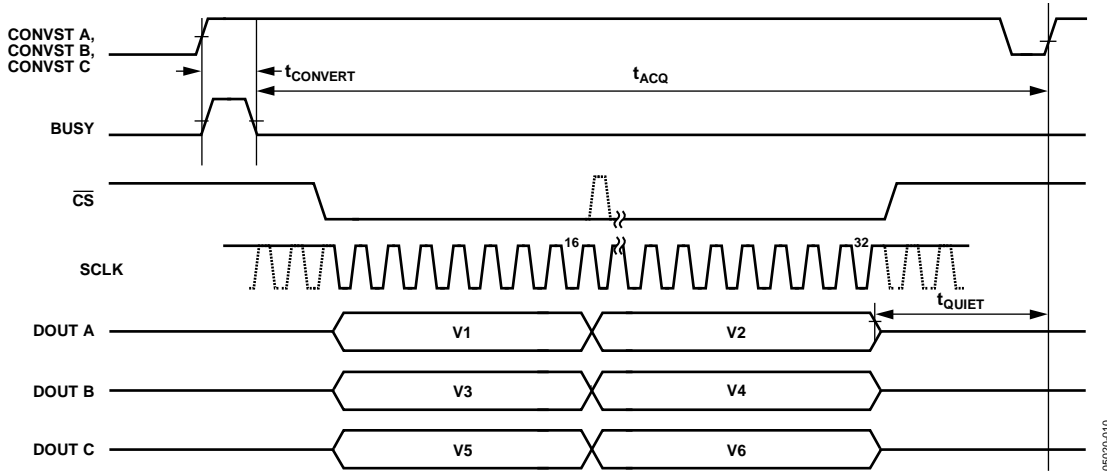 CONVST A,
CONVST B,
CONVST C
tCONVERT
tACQ
BUSY
CS
16
32
SCLK
tQUIET
DOUT A
V1
V2
DOUT B
V3
V4
DOUT C
V5
V6
05020-010